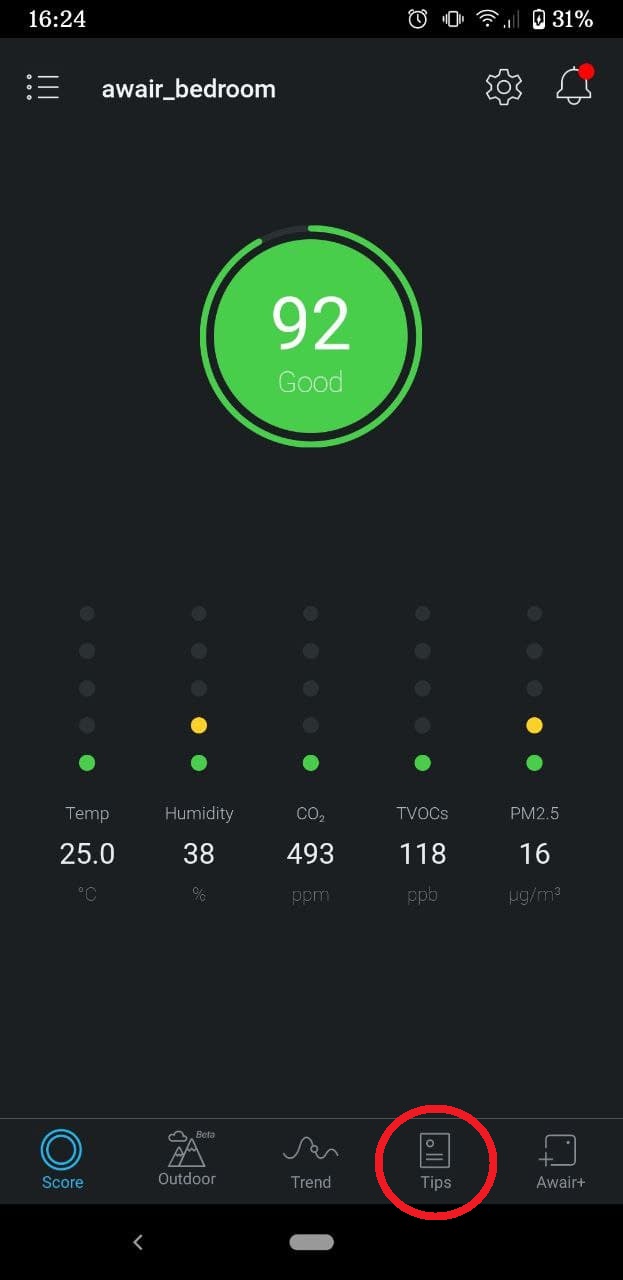 16:24 31%
awair_bedroom
92
Good
Temp Humidity CO₂ TVOCs PM2.5
25.0 38 493 118 16
°C % ppm ppb µg/m³
Beta
Score Outdoor Trend Tips Awair+